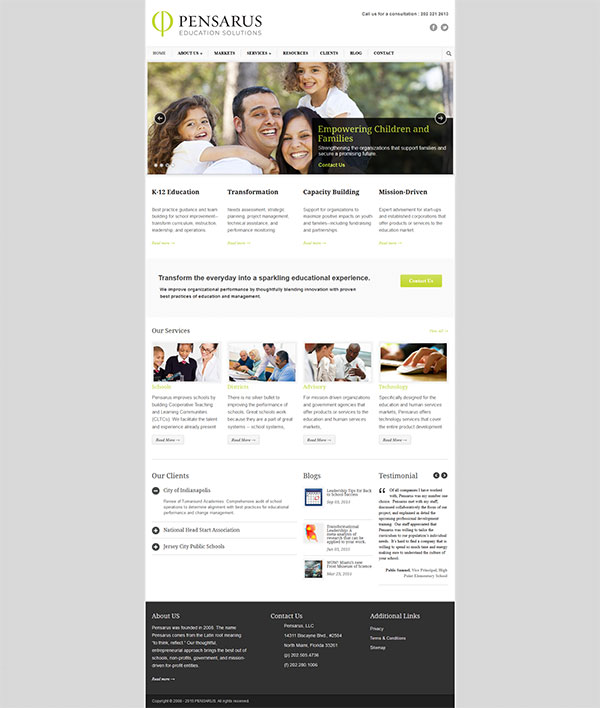 PENSARUS
EDUCATION SOLUTIONS
Call us for a consultation : 202.321.2613
HOME ABOUT US MARKETS SERVICES RESOURCES CLIENTS BLOG CONTACT
Empowering Children and
Families
Strengthening the organizations that support families and
secure a promising future.
Contact Us
K-12 Education
Best practice guidance and team
building for school improvement--
transform curriculum, instruction,
leadership, and operations.
Read more →
Transformation
Needs assessment, strategic
planning, project management,
technical assistance, and
performance monitoring
Read more →
Capacity Building
Support for organizations to
maximize positive impacts on youth
and families--including fundraising
and partnerships
Read more →
Mission-Driven
Expert advisement for start-ups
and established corporations that
offer products or services to the
education market.
Read more →
Transform the everyday into a sparkling educational experience.
We improve organizational performance by thoughtfully blending innovation with proven
best practices of education and management.
Contact Us
Our Services
View all →
Schools
Pensarus improves schools by
building Cooperative Teaching
and Learning Communities
(CLTCs). We facilitate the talent
and experience already present
Read More →
Districts
There is no silver bullet to
improving the performance of
schools. Great schools work
because they are a part of great
systems -- school systems,
Read More →
Advisory
For mission driven organizations
and government agencies that
offer products or services to the
education and human services
markets,
Read More →
Technology
Specifically designed for the
education and human services
markets, Pensarus offers
technology services that cover
the entire product development
Read More →
Our Clients
City of Indianapolis
Review of Turnaround Academies: Comprehensive audit of school
operations to determine alignment with best practices for educational
performance and change management.
National Head Start Association
Jersey City Public Schools
Blogs
Leadership Tips for Back
to School Success
Sep 03, 2015
Transformational
Leadership: A
meta-analysis of
research that can be
applied to your work.
Jun 03, 2015
WOW: Miami's new
Frost Museum of Science
Mar 23, 2015
Testimonial
Of all companies I have worked
with, Pensarus was my number one
choice. Pensarus met with my staff,
discussed collaboratively the focus of our
project, and explained in detail the
upcoming professional development
training. Our staff appreciated that
Pensarus was willing to tailor the
curriculum to our population's individual
needs. It's hard to find a company that is
willing to spend so much time and energy
making sure to understand the culture of
your school.
Public Samuel, Vice Principal, High
Point Elementary School
About US
Pensarus was founded in 2009. The name
Pensarus comes from the Latin root meaning
"to think, reflect." Our thoughtful,
entrepreneurial approach brings the best out of
schools, non-profits, government, and mission-
driven for-profit entities.
Read more →
Contact Us
Pensarus, LLC
14311 Biscayne Blvd., #2504
North Miami, Florida 33261
(p) 202.569.4736
(f) 202.280.1006
Additional Links
Privacy
Terms & Conditions
Sitemap
Copyright © 2009 - 2015 PENSARUS. All rights reserved.